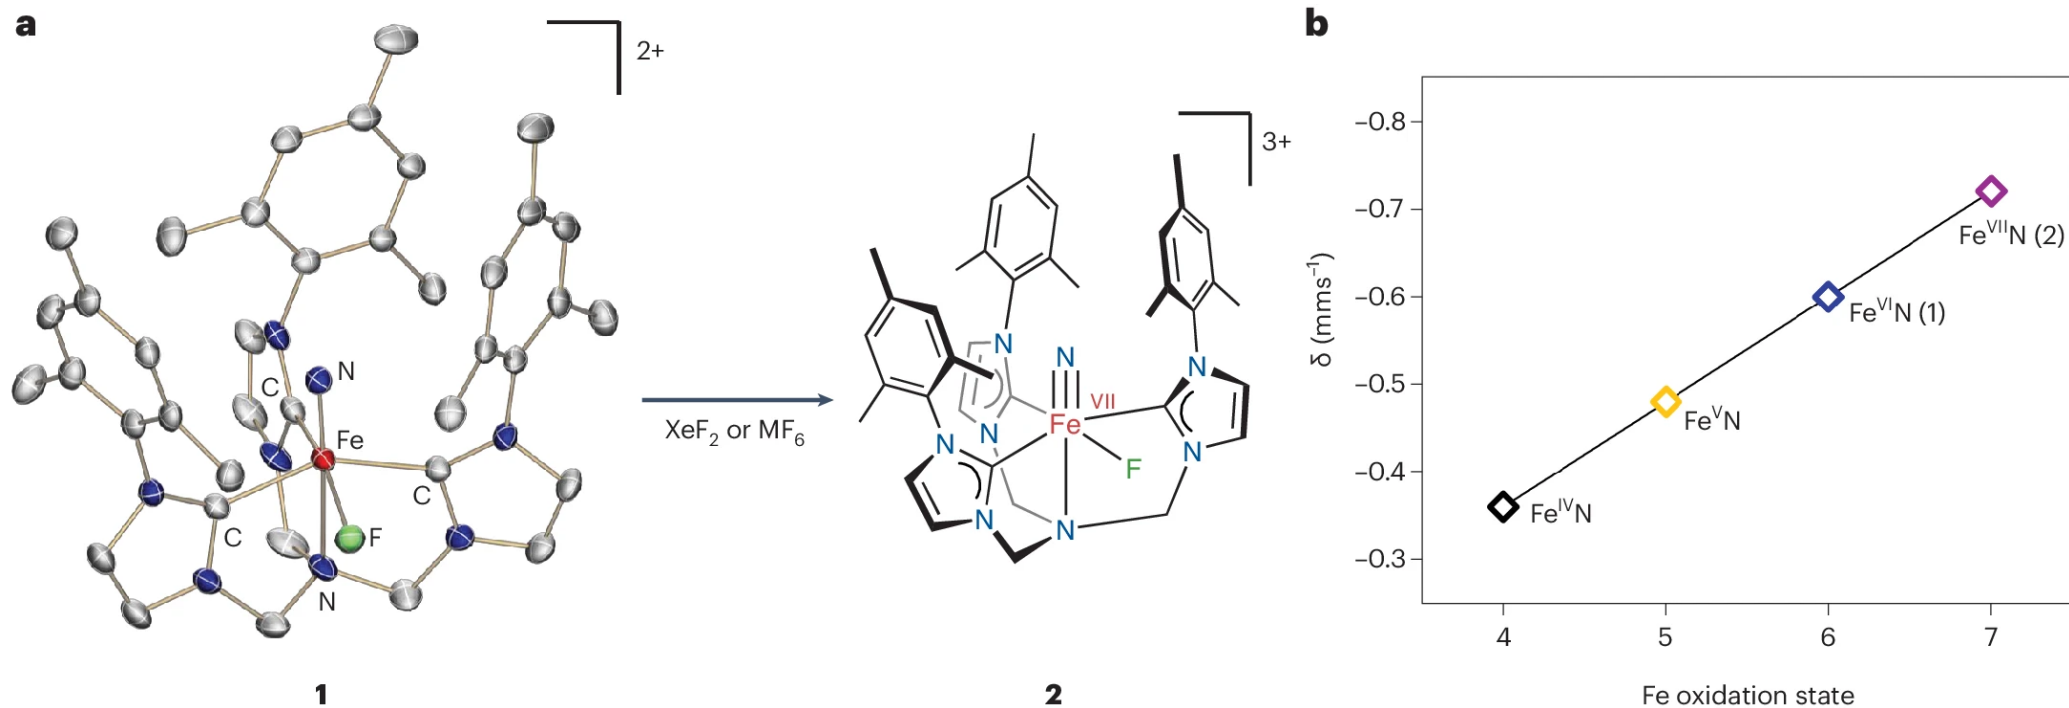 a
2+
N
C
Fe
C
C
F
N
1
XeF₂ or MF₆
3+
N
N
N
VII
Fe
N
N
N
F
N
N
2
b
δ (mms⁻¹)
−0.8
−0.7
−0.6
−0.5
−0.4
−0.3
FeⱽᴵᴵN (2)
FeⱽᴵN (1)
FeⱽN
FeᴵⱽN
4 5 6 7
Fe oxidation state